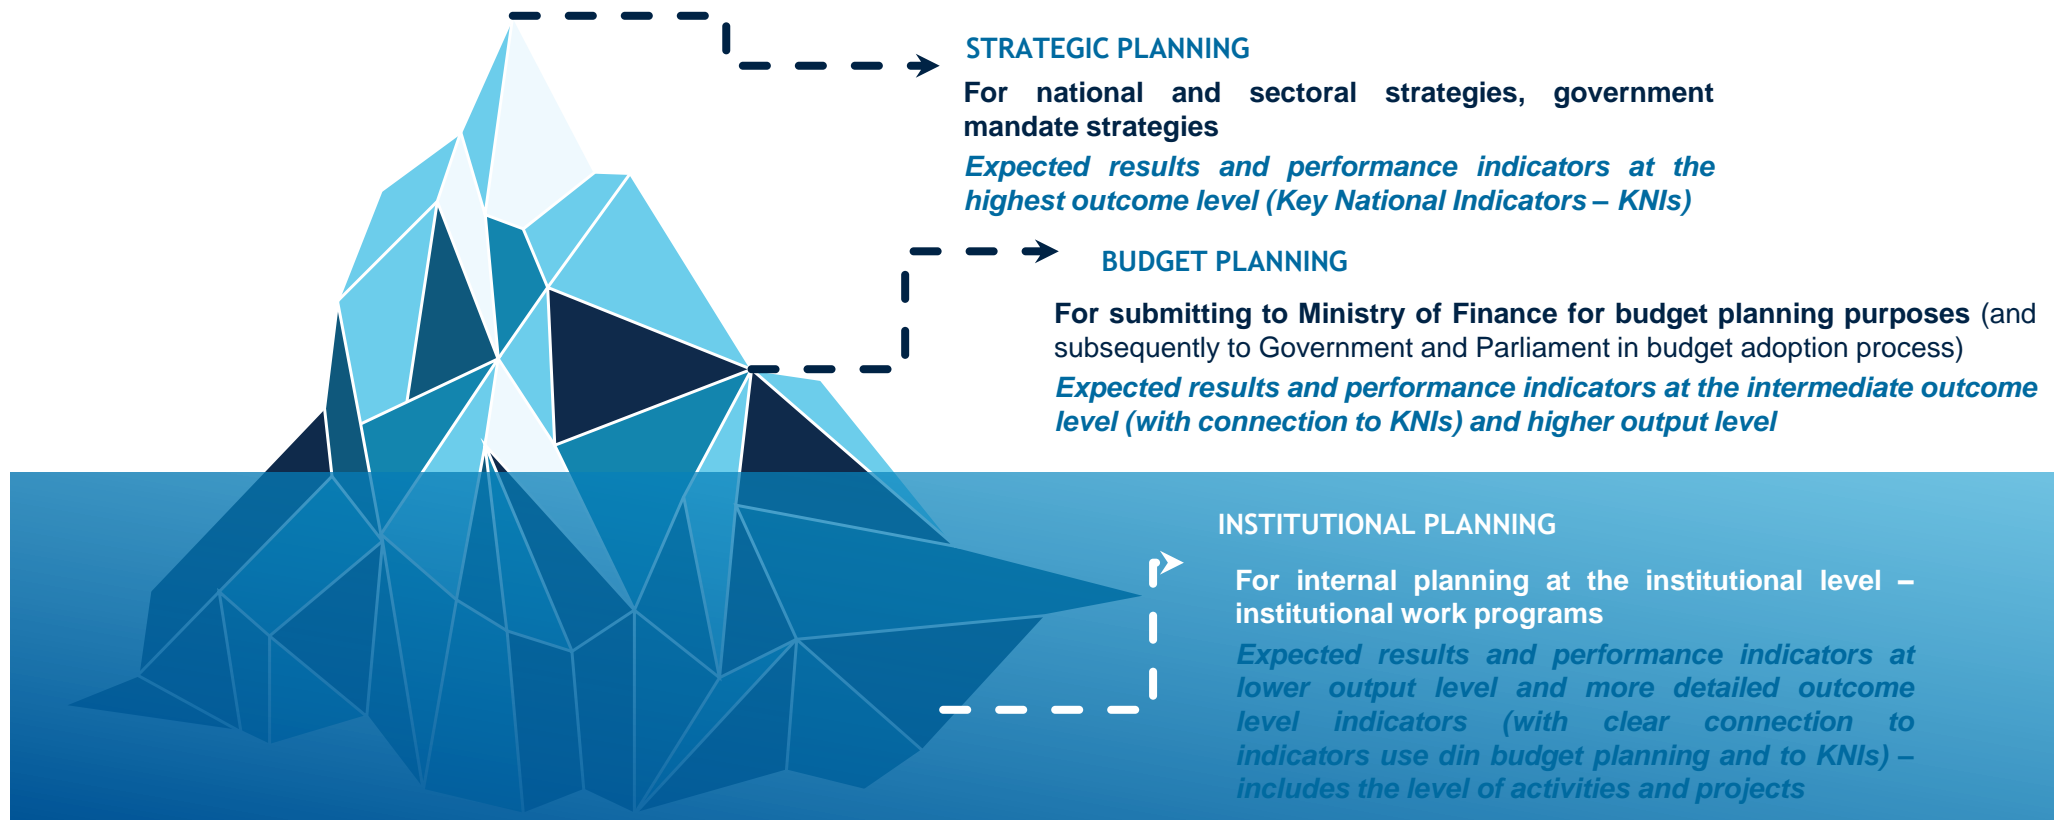 STRATEGIC PLANNING
For national and sectoral strategies, government
mandate strategies
Expected results and performance indicators at the
highest outcome level (Key National Indicators – KNIs)
BUDGET PLANNING
For submitting to Ministry of Finance for budget planning purposes (and
subsequently to Government and Parliament in budget adoption process)
Expected results and performance indicators at the intermediate outcome
level (with connection to KNIs) and higher output level
INSTITUTIONAL PLANNING
For internal planning at the institutional level –
institutional work programs
Expected results and performance indicators at
lower output level and more detailed outcome
level indicators (with clear connection to
indicators use din budget planning and to KNIs) –
includes the level of activities and projects